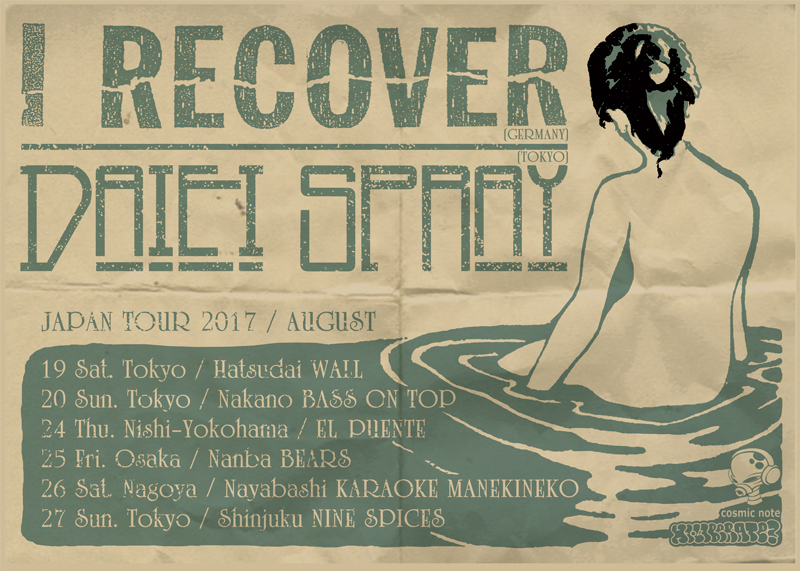 I RECOVER
(GERMANY)
(TOKYO)
DAIEI SPRAY
JAPAN TOUR 2017 / AUGUST
19 Sat. Tokyo / Hatsudai WALL
20 Sun. Tokyo / Nakano BASS ON TOP
24 Thu. Nishi-Yokohama / EL PUENTE
25 Fri. Osaka / Nanba BEARS
26 Sat. Nagoya / Nayabashi KARAOKE MANEKINEKO
27 Sun. Tokyo / Shinjuku NINE SPICES
cosmic note